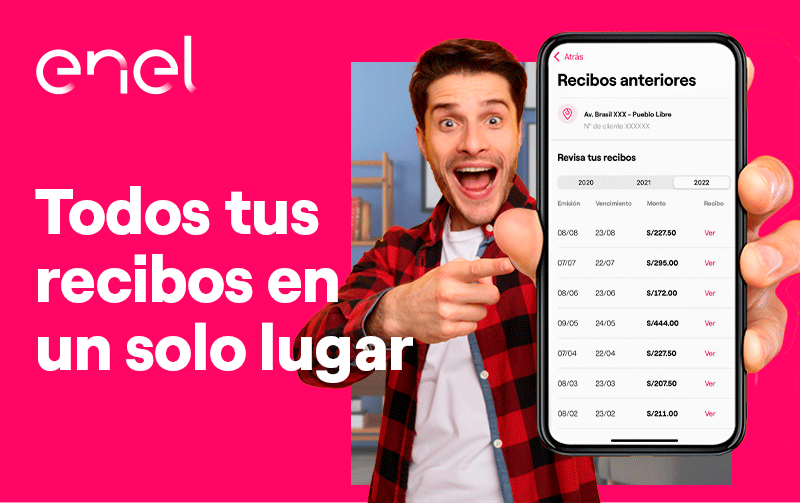 enel
Todos tus
recibos en
un solo lugar
Atrás
Recibos anteriores
Av. Brasil XXX - Pueblo Libre
N° de cliente XXXXXX
Revisa tus recibos
2020 2021 2022
Emisión Vencimiento Monto Recibo
08/08 23/08 S/227.50 Ver
07/07 22/07 S/295.00 Ver
08/06 23/06 S/172.00 Ver
09/05 24/05 S/444.00 Ver
07/04 22/04 S/227.50 Ver
08/03 23/03 S/207.50 Ver
08/02 23/02 S/211.00 Ver